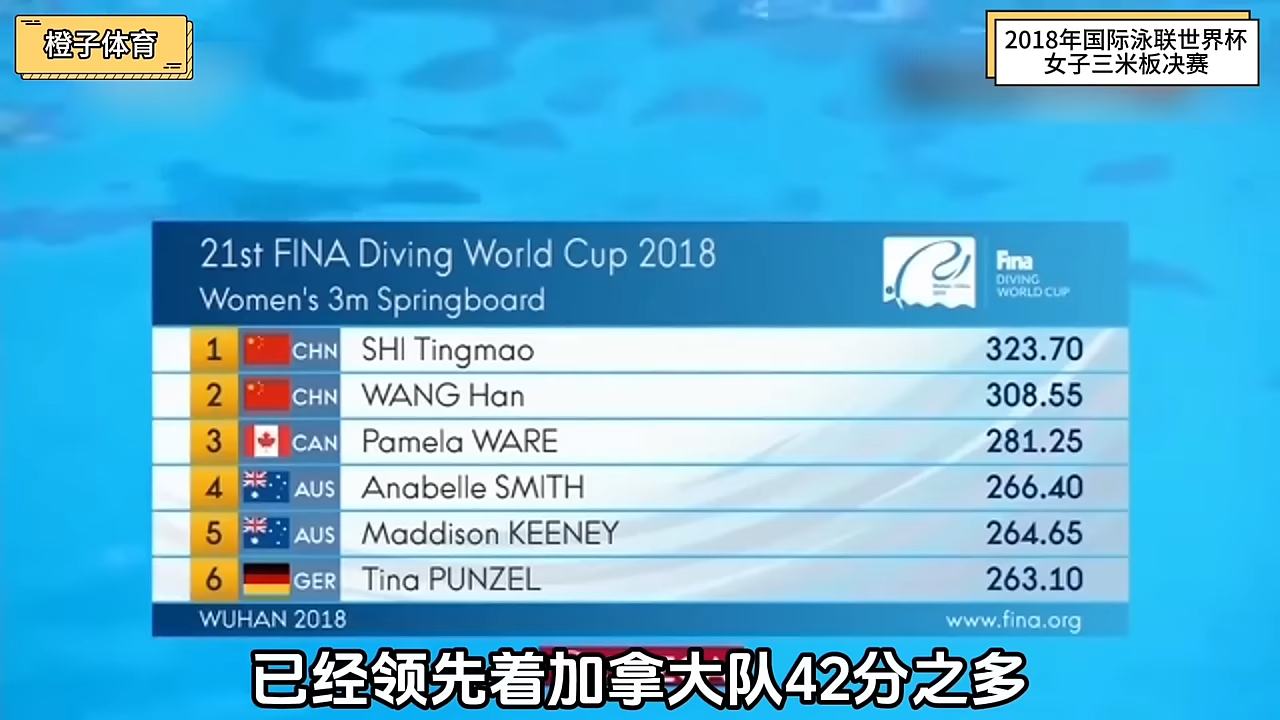 橙子体育
2018年国际泳联世界杯
女子三米板决赛
21st FINA Diving World Cup 2018
Women's 3m Springboard
Fina
DIVING
WORLD CUP
1 CHN SHI Tingmao 323.70
2 CHN WANG Han 308.55
3 CAN Pamela WARE 281.25
4 AUS Anabelle SMITH 266.40
5 AUS Maddison KEENEY 264.65
6 GER Tina PUNZEL 263.10
WUHAN 2018 www.fina.org
已经领先着加拿大队42分之多